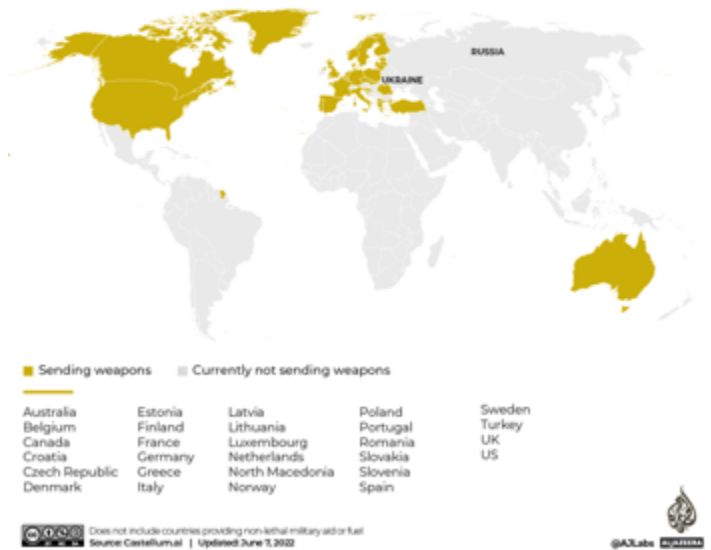 RUSSIA
UKRAINE
Sending weapons
Currently not sending weapons
Australia
Belgium
Canada
Croatia
Czech Republic
Denmark
Estonia
Finland
France
Germany
Greece
Italy
Latvia
Lithuania
Luxembourg
Netherlands
North Macedonia
Norway
Poland
Portugal
Romania
Slovakia
Slovenia
Spain
Sweden
Turkey
UK
US
Does not include countries providing non-lethal military aid or fuel
Source: Castellum.ai | Updated: June 7, 2022
@AJLabs ALJAZEERA